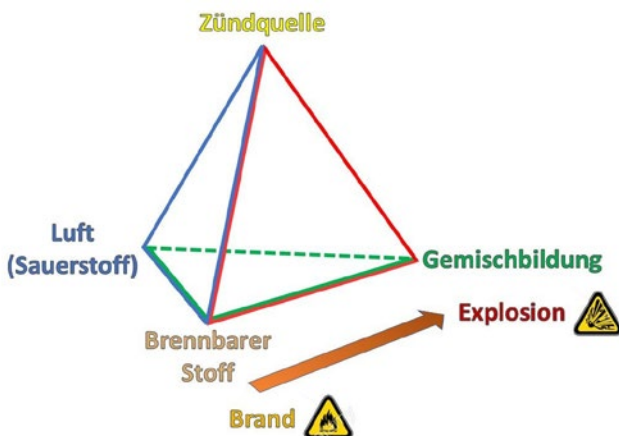 Zündquelle
Luft
(Sauerstoff)
Gemischbildung
Brennbarer
Stoff
Explosion
Brand